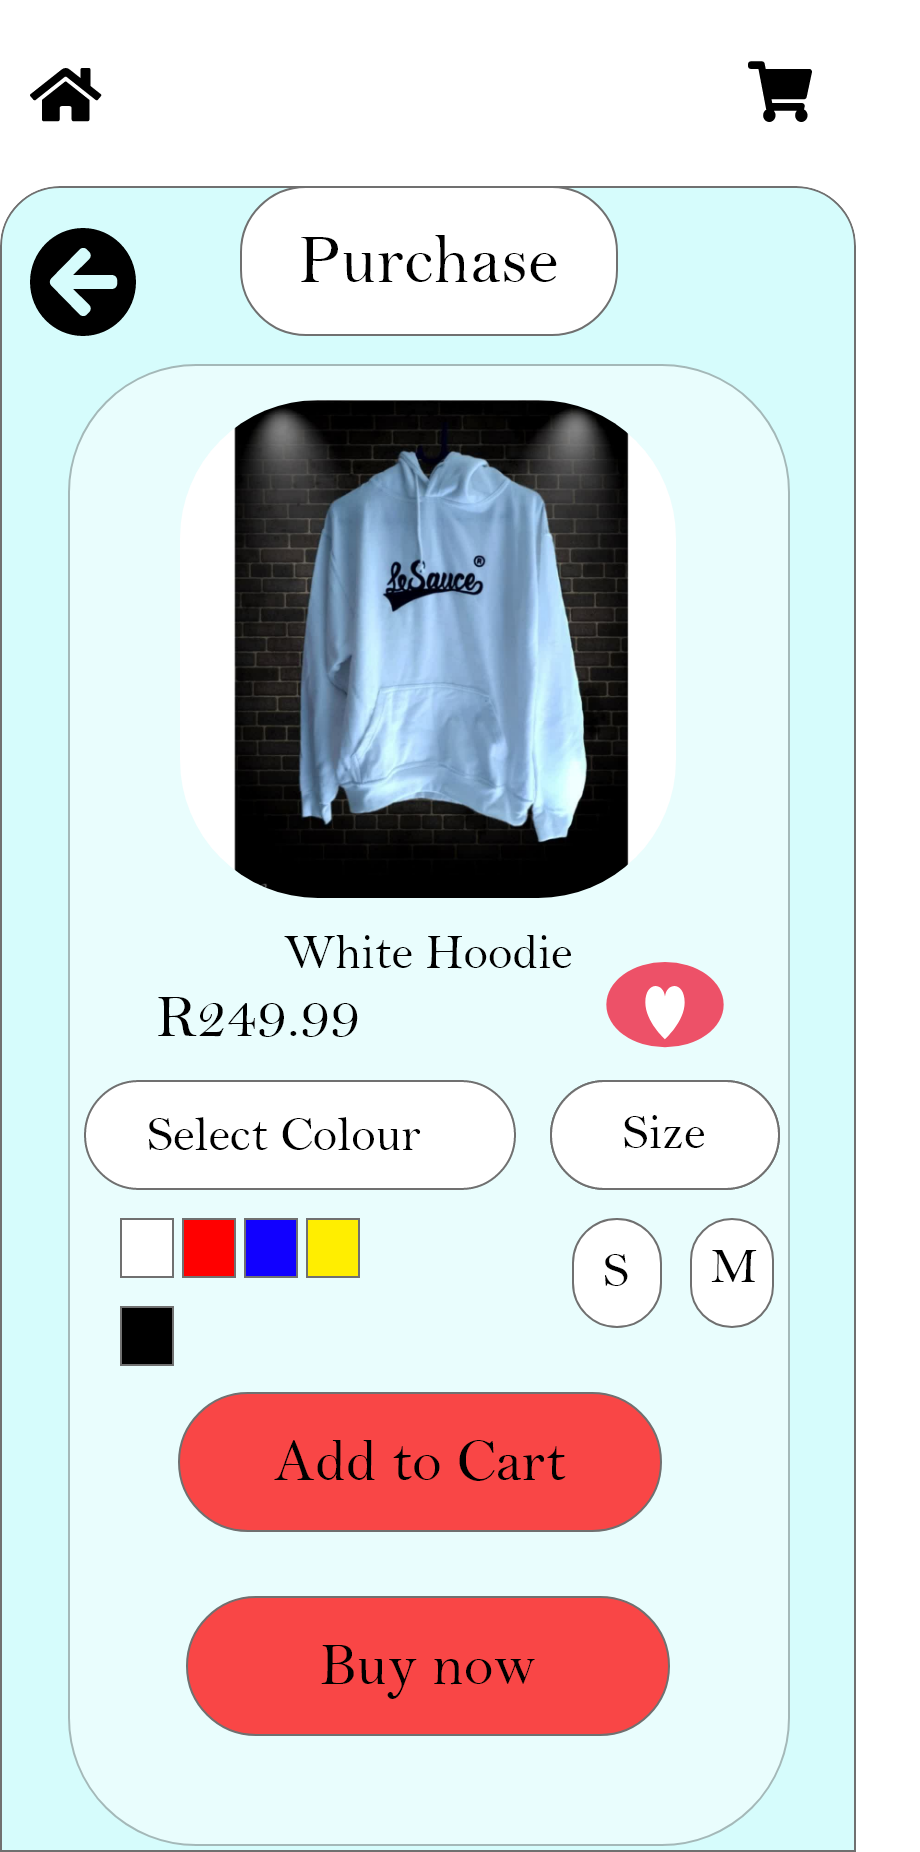 Purchase
LeSauce®
White Hoodie
R249.99
Select Colour
Size
S
M
Add to Cart
Buy now